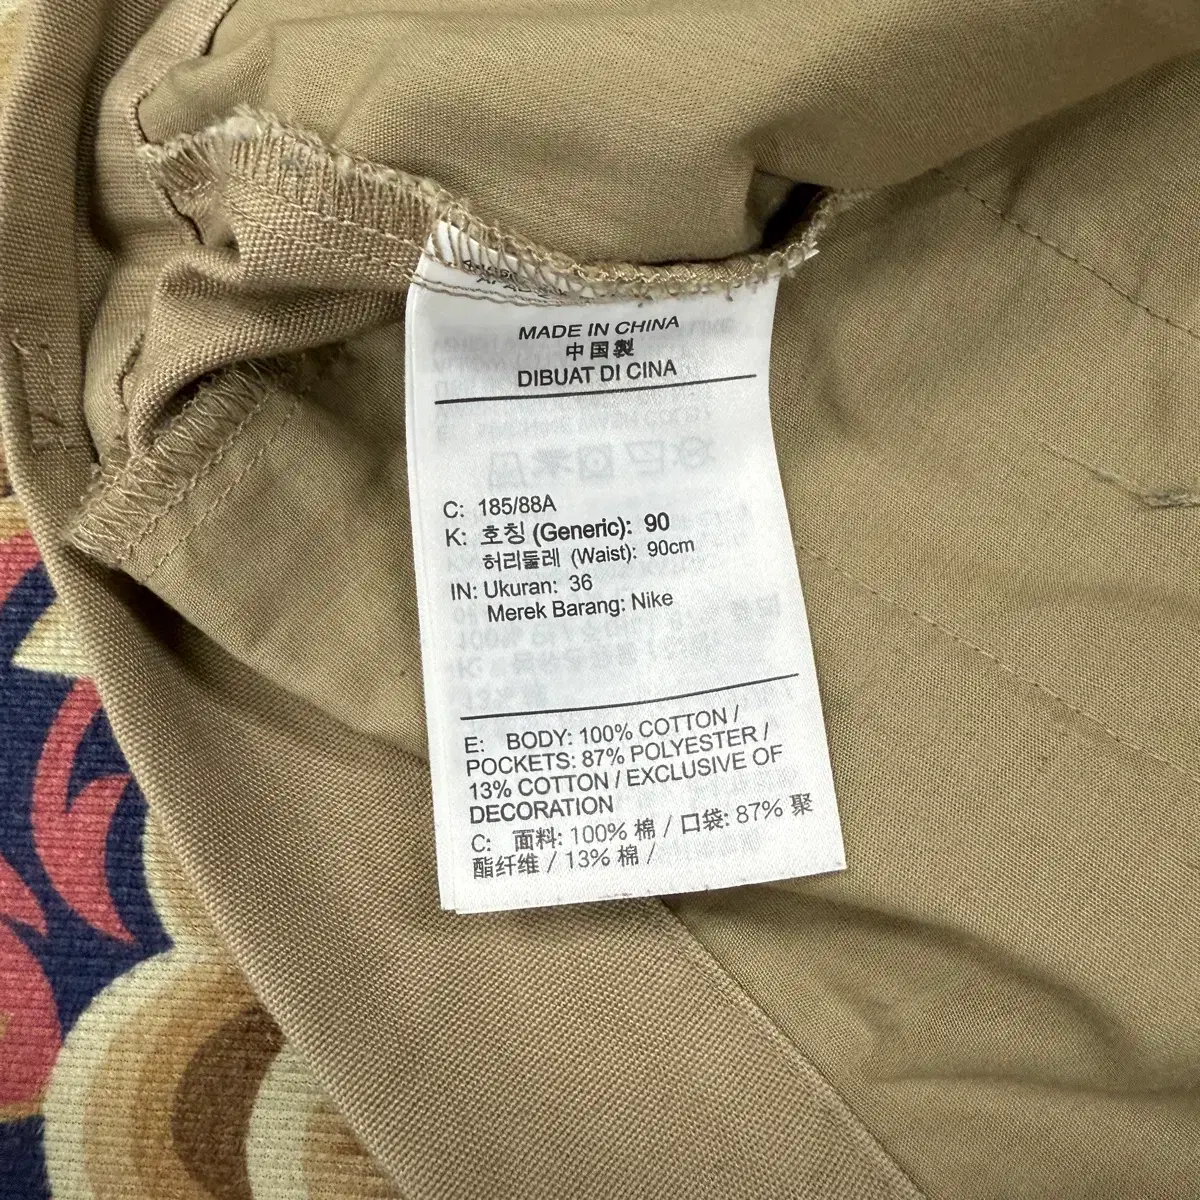 MADE IN CHINA
中国製
DIBUAT DI CINA
C: 185/88A
K: 호칭 (Generic): 90
허리둘레 (Waist): 90cm
IN: Ukuran: 36
Merek Barang: Nike
E: BODY: 100% COTTON /
POCKETS: 87% POLYESTER /
13% COTTON / EXCLUSIVE OF
DECORATION
C: 面料: 100% 棉 / 口袋: 87% 聚
酯纤维 / 13% 棉 /